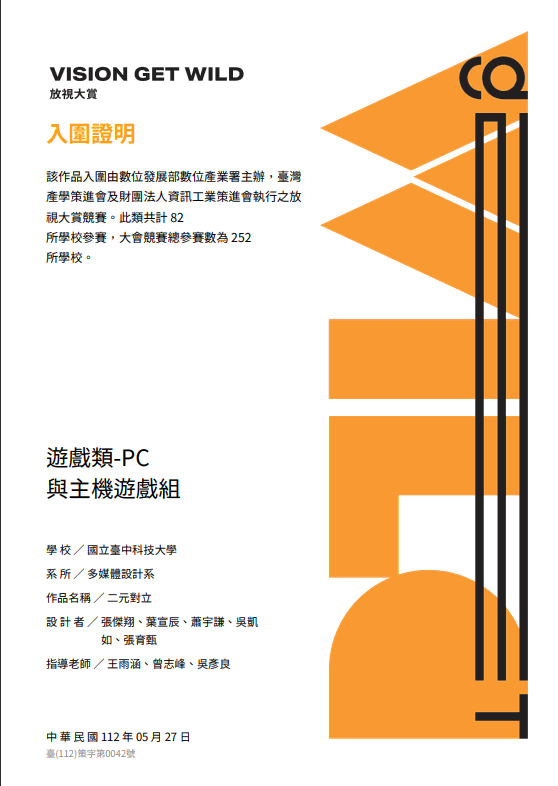 VISION GET WILD
放視大賞
入圍證明
該作品入圍由數位發展部數位產業署主辦，臺灣
產學策進會及財團法人資訊工業策進會執行之放
視大賞競賽。此類共計 82
所學校參賽，大會競賽總參賽數為 252
所學校。
遊戲類-PC
與主機遊戲組
學 校 ／ 國立臺中科技大學
系 所 ／ 多媒體設計系
作品名稱 ／ 二元對立
設 計 者 ／ 張傑翔、葉宣辰、蕭宇謙、吳凱
如、張育甄
指導老師 ／ 王雨涵、曾志峰、吳彥良
中 華 民 國 112 年 05 月 27 日
臺(112)策字第0042號